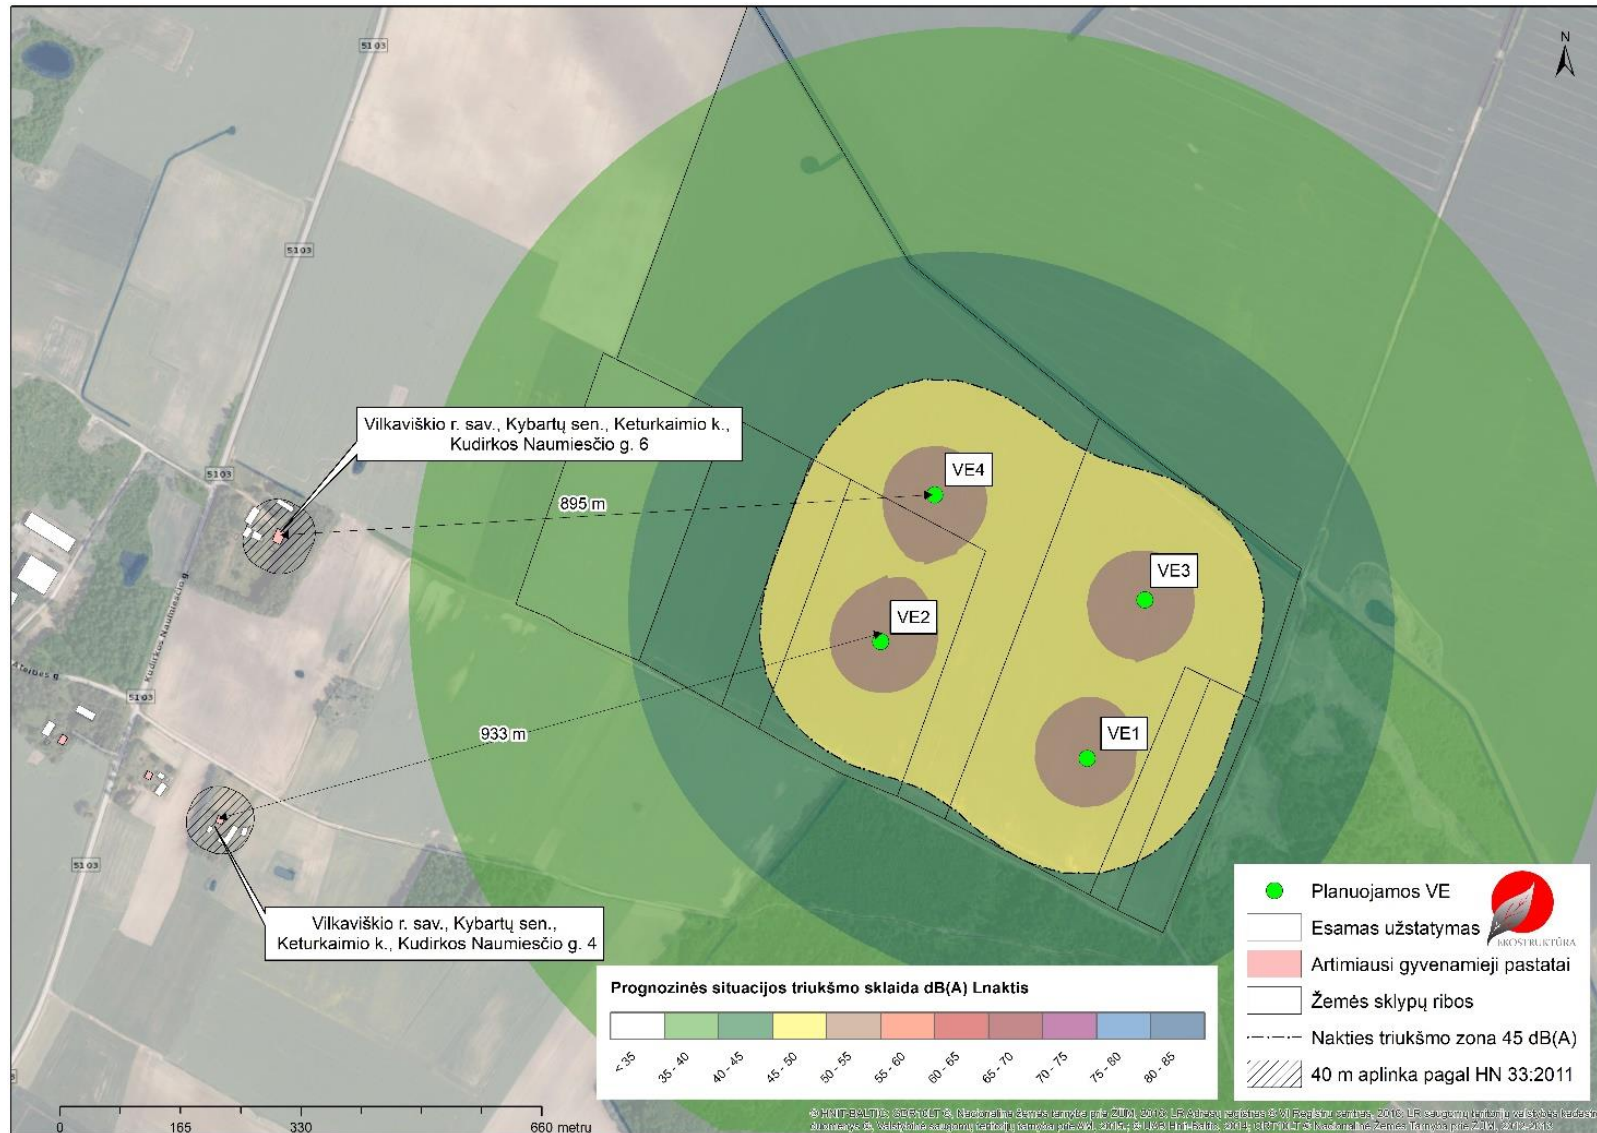 N
5103
5103
Vilkaviškio r. sav., Kybartų sen., Keturkaimio k.,
Kudirkos Naumiesčio g. 6
5103
895 m
VE4
VE3
VE2
Kudirkos Naumiesčio g
Ateities g.
5103
933 m
VE1
5103
Vilkaviškio r. sav., Kybartų sen.,
Keturkaimio k., Kudirkos Naumiesčio g. 4
Planuojamos VE
Esamas užstatymas
EKOSTRUKTŪRA
Artimiausi gyvenamieji pastatai
Žemės sklypų ribos
Nakties triukšmo zona 45 dB(A)
40 m aplinka pagal HN 33:2011
Prognozinės situacijos triukšmo sklaida dB(A) Lnaktis
< 35
35 - 40
40 - 45
45 - 50
50 - 55
55 - 60
60 - 65
65 - 70
70 - 75
75 - 80
80 - 85
0 165 330 660 metru